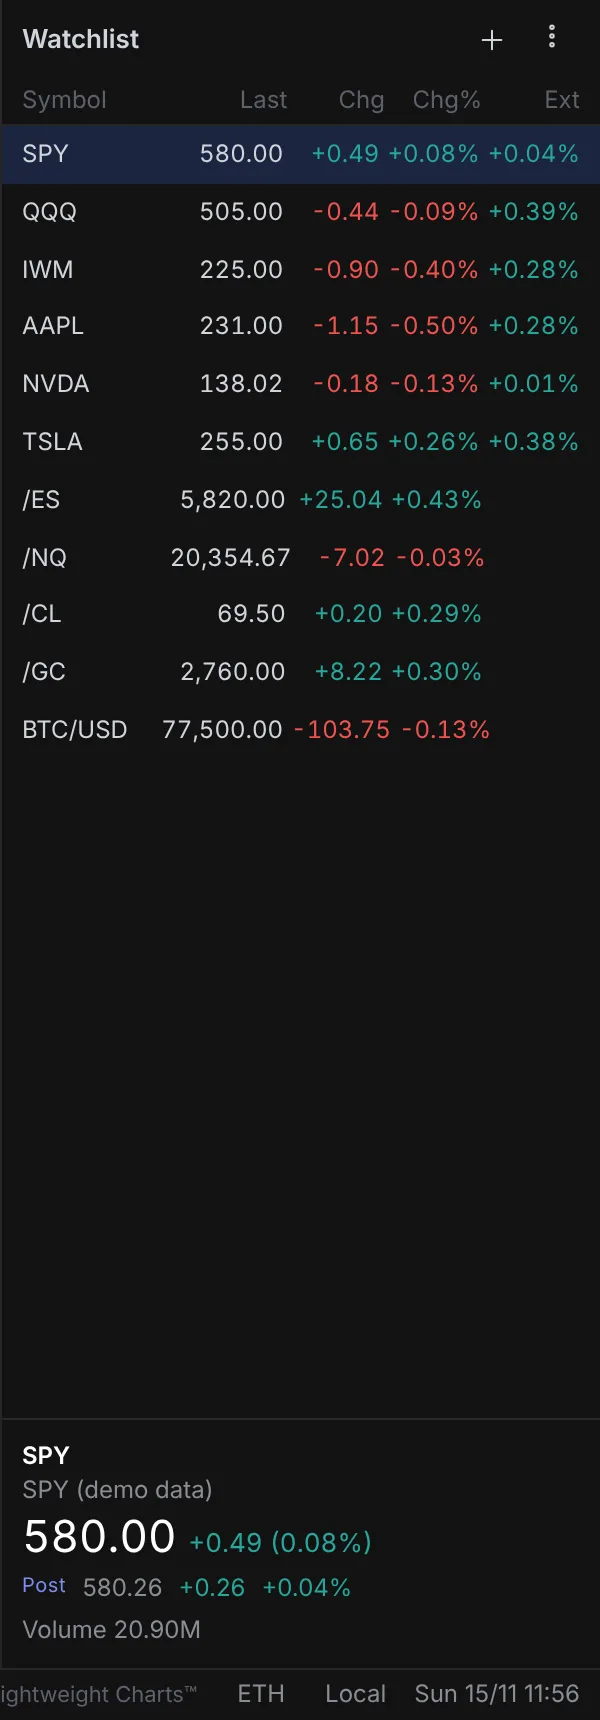 Watchlist
Symbol Last Chg Chg% Ext
SPY 580.00 +0.49 +0.08% +0.04%
QQQ 505.00 -0.44 -0.09% +0.39%
IWM 225.00 -0.90 -0.40% +0.28%
AAPL 231.00 -1.15 -0.50% +0.28%
NVDA 138.02 -0.18 -0.13% +0.01%
TSLA 255.00 +0.65 +0.26% +0.38%
/ES 5,820.00 +25.04 +0.43%
/NQ 20,354.67 -7.02 -0.03%
/CL 69.50 +0.20 +0.29%
/GC 2,760.00 +8.22 +0.30%
BTC/USD 77,500.00 -103.75 -0.13%
SPY
SPY (demo data)
580.00 +0.49 (0.08%)
Post 580.26 +0.26 +0.04%
Volume 20.90M
ightweight Charts™ ETH Local Sun 15/11 11:56